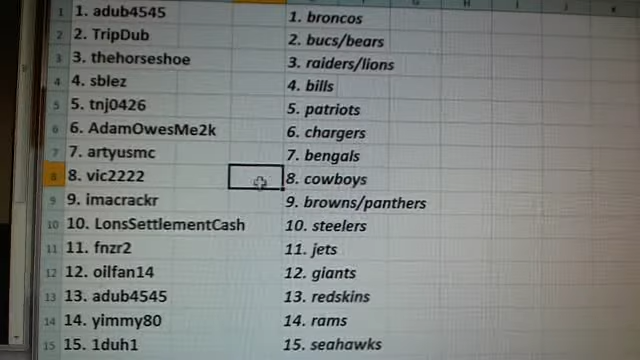 1. adub4545 1. broncos
2. TripDub 2. bucs/bears
3. thehorseshoe 3. raiders/lions
4. sblez 4. bills
5. tnj0426 5. patriots
6. AdamOwesMe2k 6. chargers
7. artyusmc 7. bengals
8. vic2222 8. cowboys
9. imacrackr 9. browns/panthers
10. LonsSettlementCash 10. steelers
11. fnzr2 11. jets
12. oilfan14 12. giants
13. adub4545 13. redskins
14. yimmy80 14. rams
15. 1duh1 15. seahawks